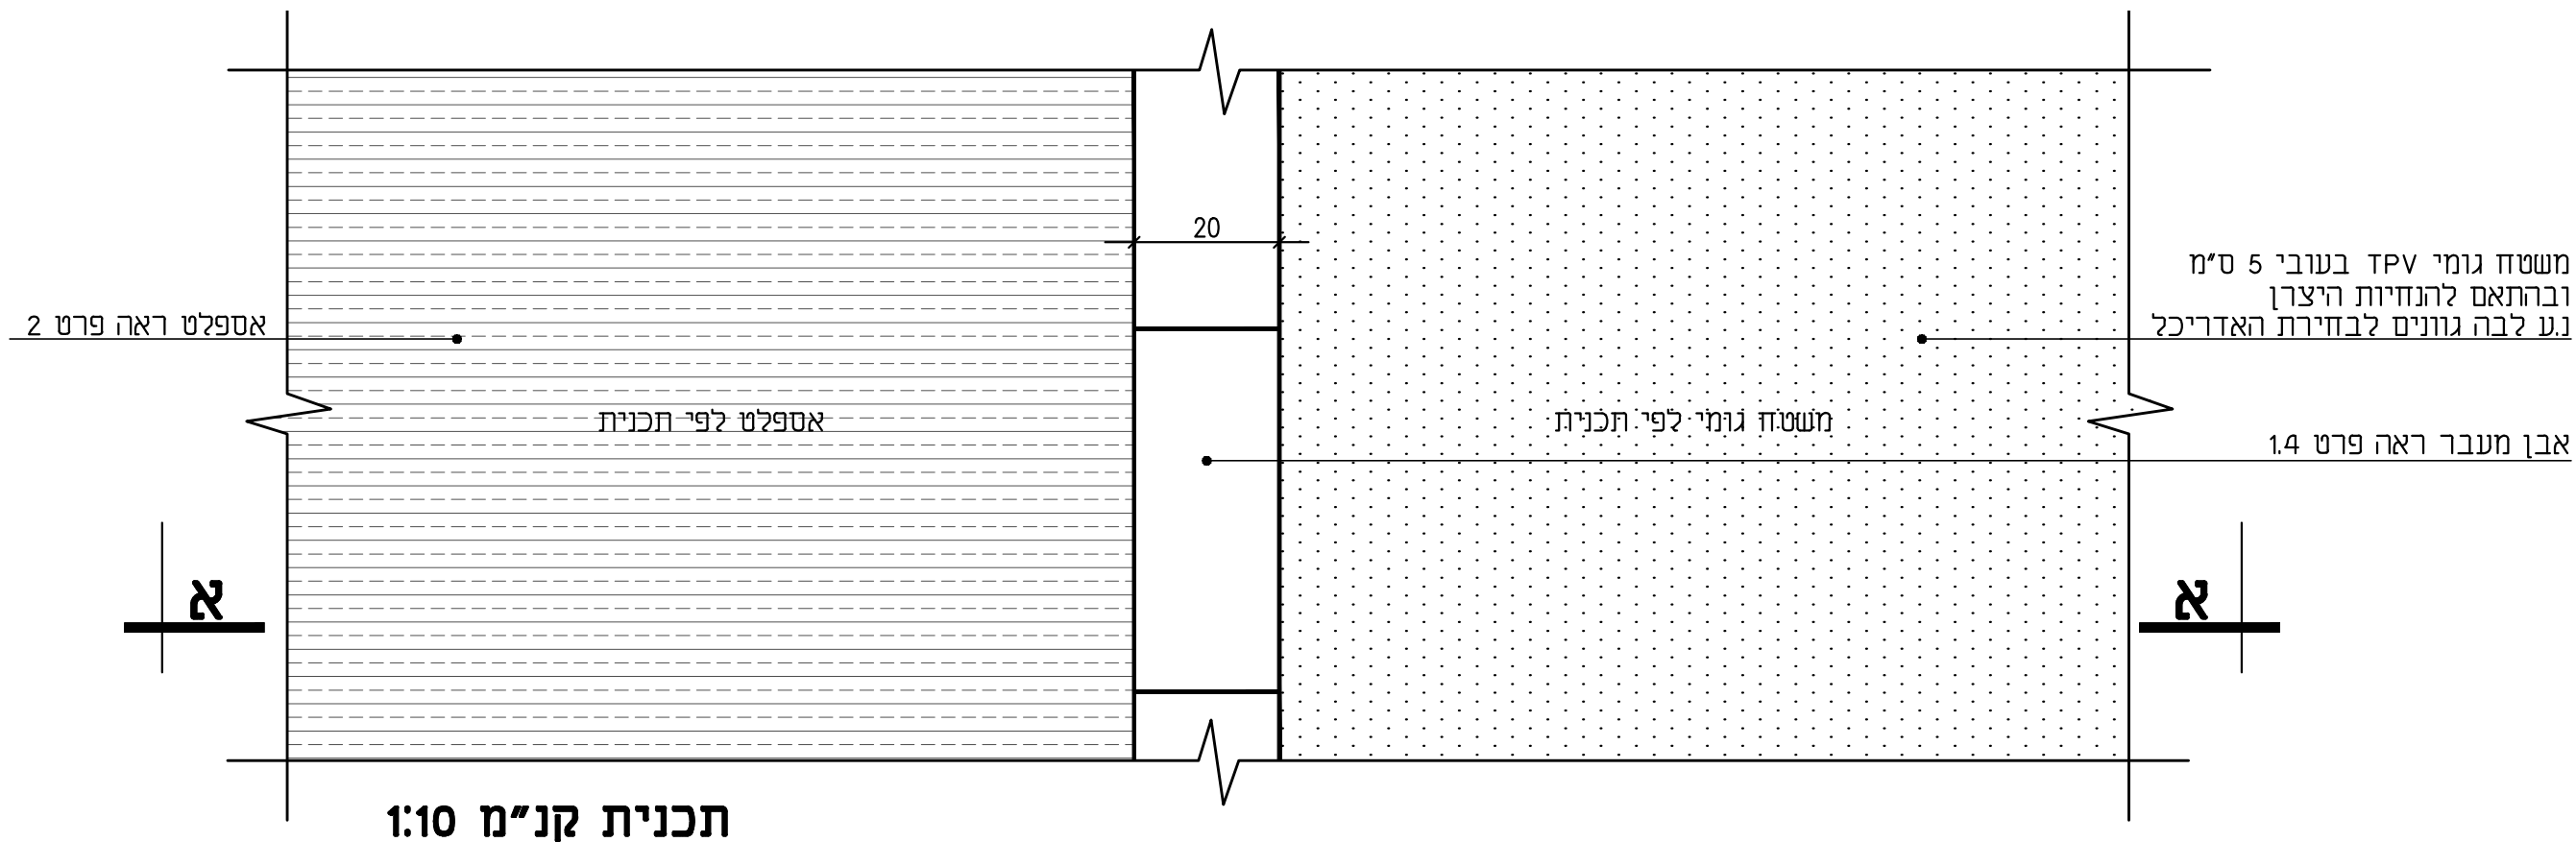 20
משטח גומי TPV בעובי 5 ס"מ
ובהתאם להנחיות היצרן
נ.ע לבה גוונים לבחירת האדריכל
אספלט ראה פרט 2
אספלט לפי תכנית
משטח גומי לפי תכנית
אבן מעבר ראה פרט 1.4
א
א
תכנית קנ"מ 1:10